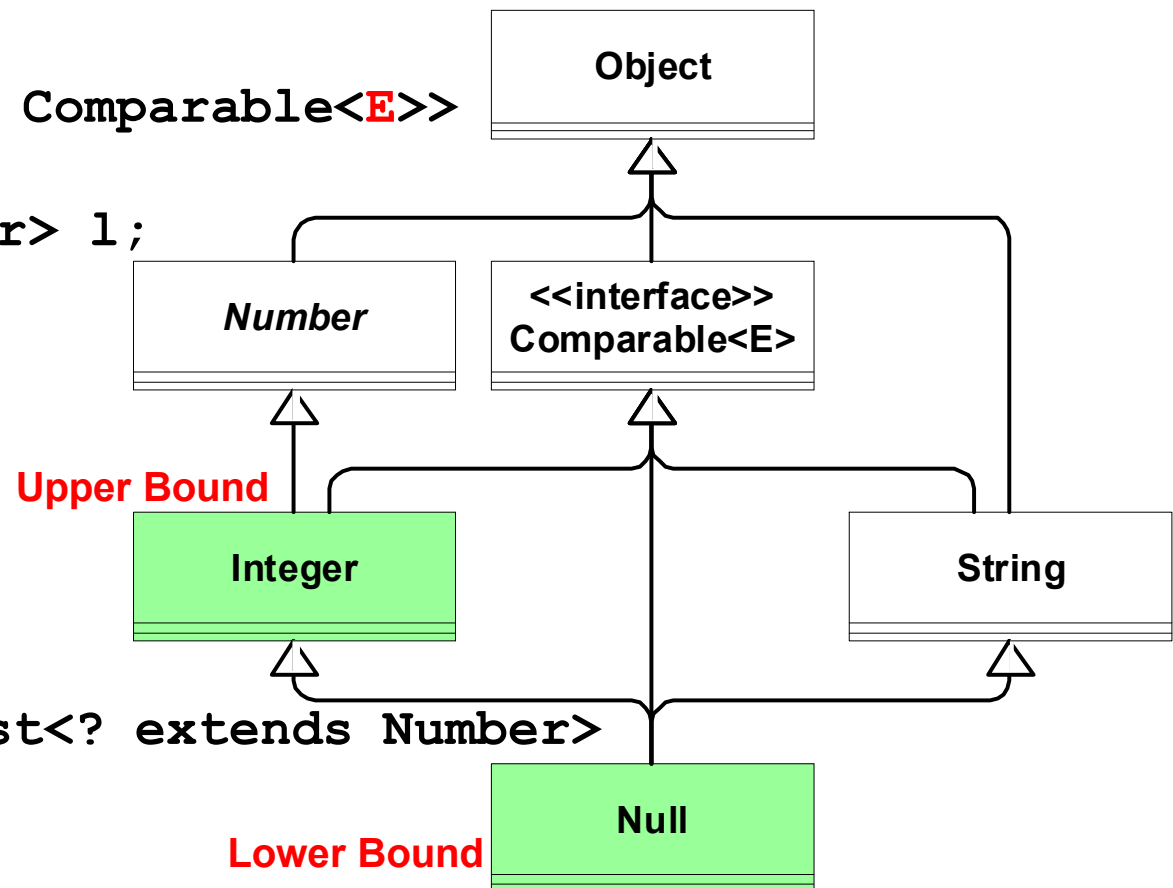 Object
Comparable<E>>
r> l;
Number
<<interface>>
Comparable<E>
Upper Bound
Integer
String
st<? extends Number>
Null
Lower Bound